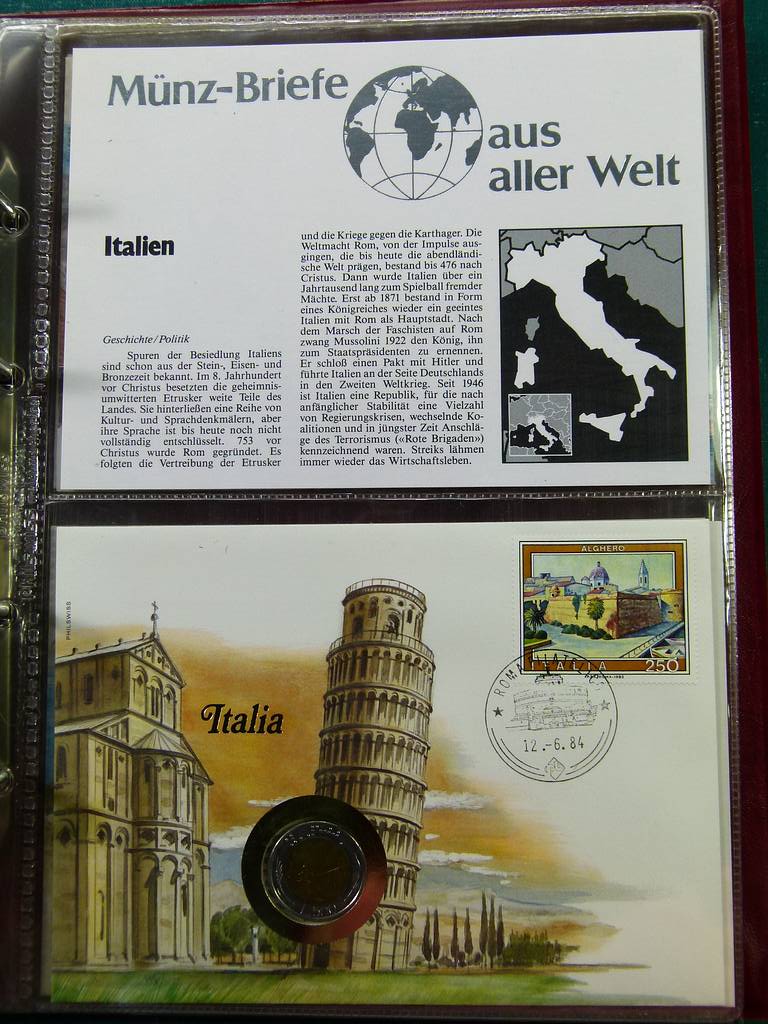 Münz-Briefe
aus
aller Welt
Italien
Geschichte/Politik
Spuren der Besiedlung Italiens
sind schon aus der Stein-, Eisen- und
Bronzezeit bekannt. Im 8. Jahrhundert
vor Christus besetzten die geheimnis-
umwitterten Etrusker weite Teile des
Landes. Sie hinterließen eine Reihe von
Kultur- und Sprachdenkmälern, aber
ihre Sprache ist bis heute noch nicht
vollständig entschlüsselt. 753 vor
Christus wurde Rom gegründet. Es
folgten die Vertreibung der Etrusker
und die Kriege gegen die Karthager. Die
Weltmacht Rom, von der Impulse aus-
gingen, die bis heute die abendländi-
sche Welt prägen, bestand bis 476 nach
Cristus. Dann wurde Italien über ein
Jahrtausend lang zum Spielball fremder
Mächte. Erst ab 1871 bestand in Form
eines Königreiches wieder ein geeintes
Italien mit Rom als Hauptstadt. Nach
dem Marsch der Faschisten auf Rom
zwang Mussolini 1922 den König, ihn
zum Staatspräsidenten zu ernennen.
Er schloß einen Pakt mit Hitler und
führte Italien an der Seite Deutschlands
in den Zweiten Weltkrieg. Seit 1946
ist Italien eine Republik, für die nach
anfänglicher Stabilität eine Vielzahl
von Regierungskrisen, wechselnde Ko-
alitionen und in jüngster Zeit Anschlä-
ge des Terrorismus («Rote Brigaden»)
kennzeichnend waren. Streiks lähmen
immer wieder das Wirtschaftsleben.
PHILSWISS
ALGHERO
ITALIA 250
Italia
ROMA FILATELICO
12.-6.84